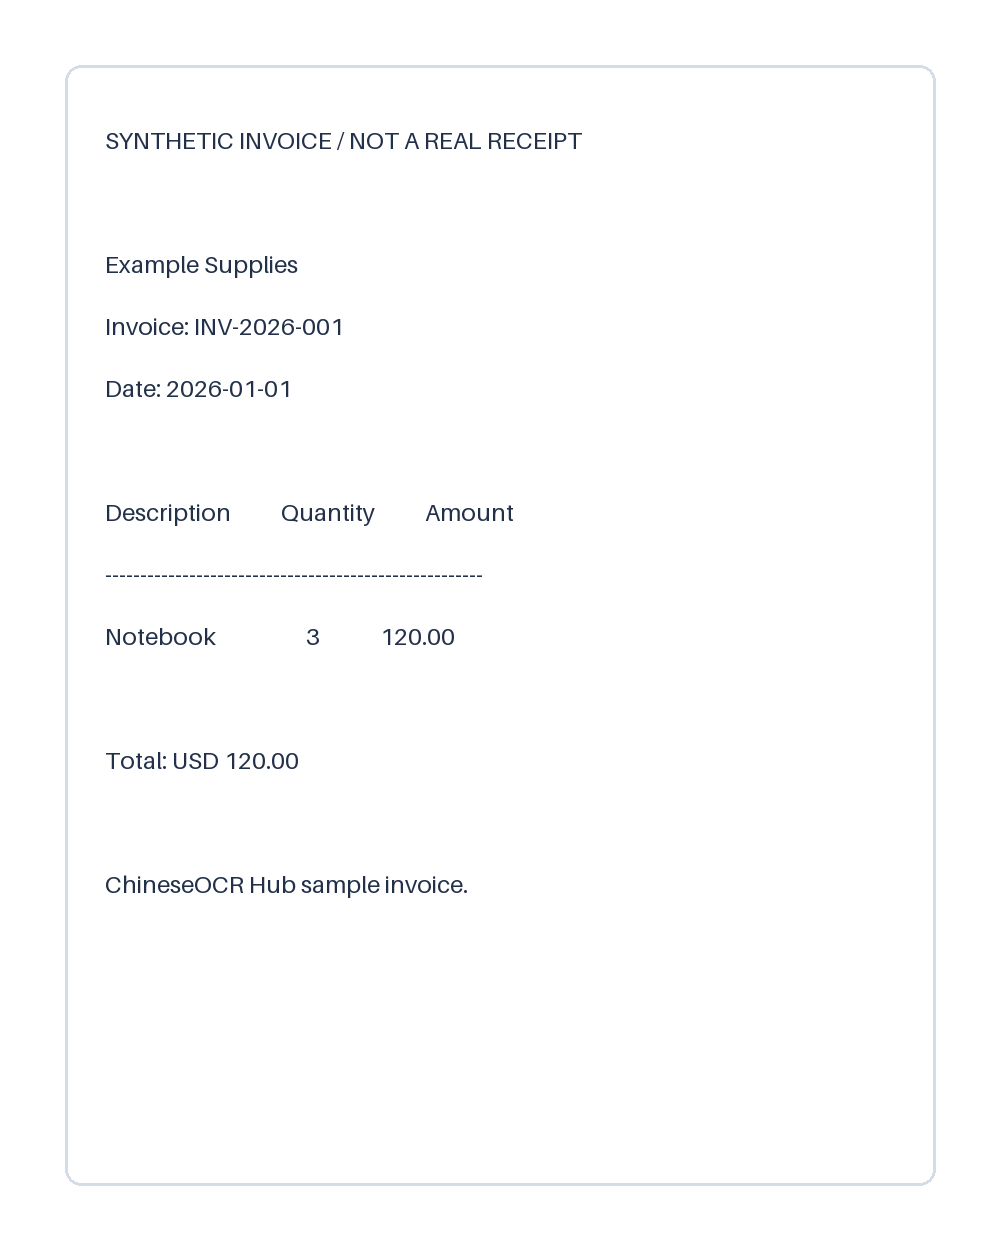 SYNTHETIC INVOICE / NOT A REAL RECEIPT
Example Supplies
Invoice: INV-2026-001
Date: 2026-01-01
Description Quantity Amount
------------------------------------------------------
Notebook 3 120.00
Total: USD 120.00
ChineseOCR Hub sample invoice.